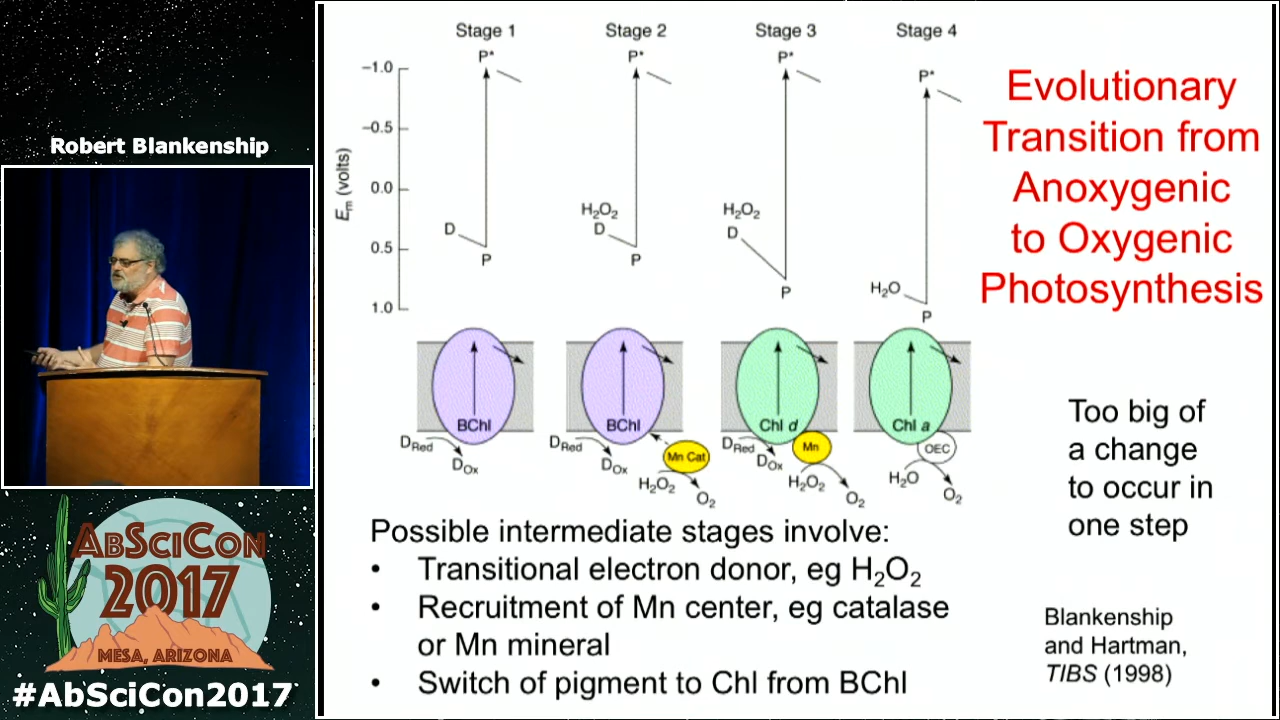 Robert Blankenship
AbSciCon
2017
MESA, ARIZONA
#AbSciCon2017
Stage 1
Stage 2
Stage 3
Stage 4
P*
P*
P*
P*
−1.0
−0.5
0.0
0.5
1.0
Em (volts)
D
P
H₂O₂
D
P
H₂O₂
D
P
H₂O
P
BChl
BChl
Chl d
Chl a
DRed
DOx
DRed
DOx
Mn Cat
H₂O₂
O₂
DRed
DOx
Mn
H₂O₂
O₂
OEC
H₂O
O₂
Evolutionary
Transition from
Anoxygenic
to Oxygenic
Photosynthesis
Too big of
a change
to occur in
one step
Possible intermediate stages involve:
• Transitional electron donor, eg H₂O₂
• Recruitment of Mn center, eg catalase
or Mn mineral
• Switch of pigment to Chl from BChl
Blankenship
and Hartman,
TIBS (1998)